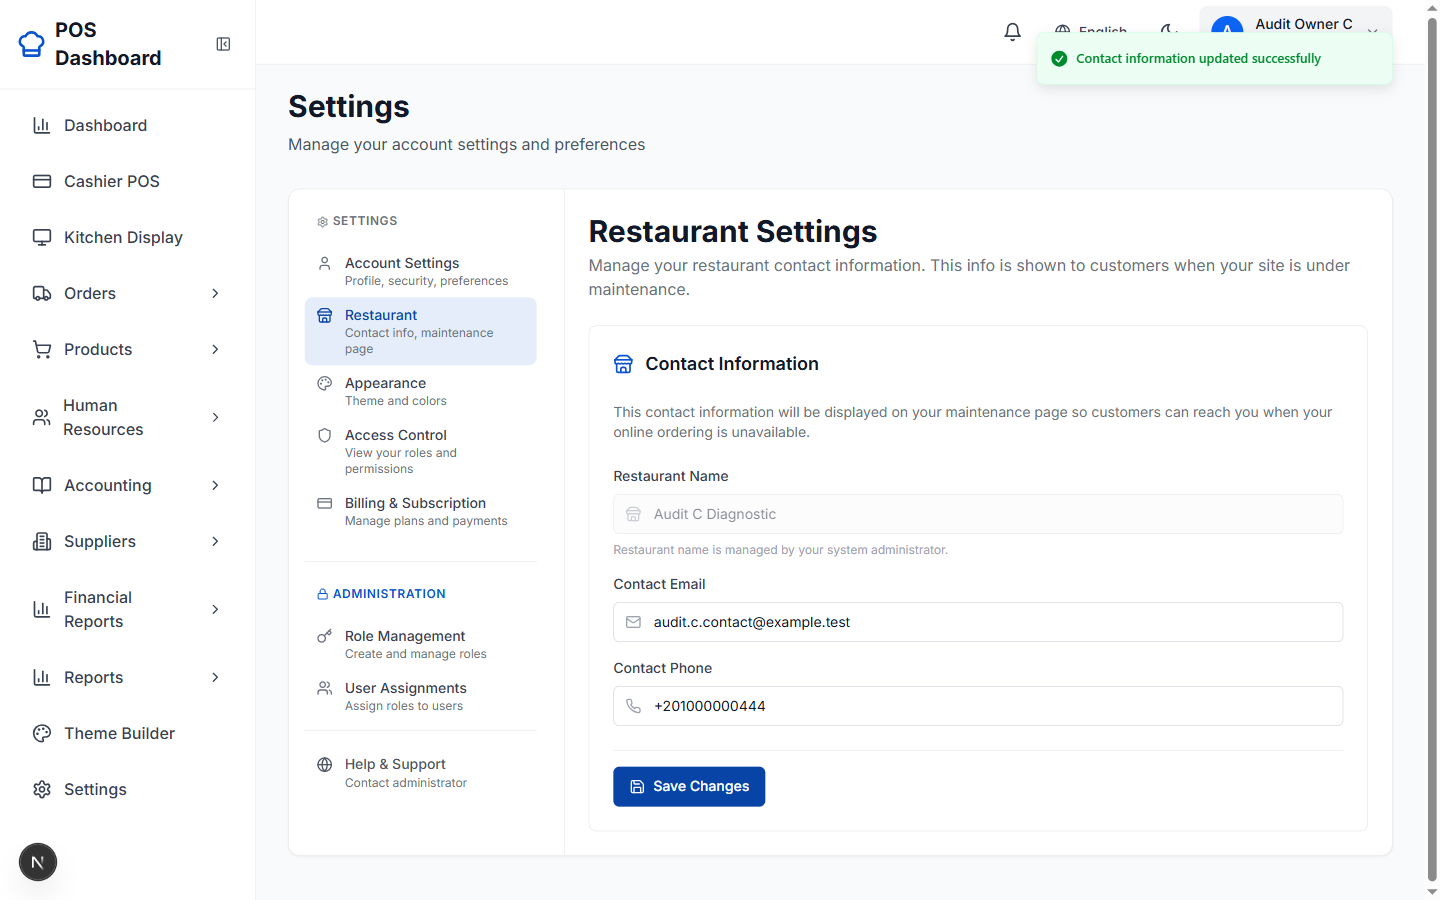 POS
Dashboard
Dashboard
Cashier POS
Kitchen Display
Orders
Products
Human
Resources
Accounting
Suppliers
Financial
Reports
Reports
Theme Builder
Settings
N
English
A
Audit Owner C
Contact information updated successfully
Settings
Manage your account settings and preferences
SETTINGS
Account Settings
Profile, security, preferences
Restaurant
Contact info, maintenance
page
Appearance
Theme and colors
Access Control
View your roles and
permissions
Billing & Subscription
Manage plans and payments
ADMINISTRATION
Role Management
Create and manage roles
User Assignments
Assign roles to users
Help & Support
Contact administrator
Restaurant Settings
Manage your restaurant contact information. This info is shown to customers when your site is under
maintenance.
Contact Information
This contact information will be displayed on your maintenance page so customers can reach you when your
online ordering is unavailable.
Restaurant Name
Audit C Diagnostic
Restaurant name is managed by your system administrator.
Contact Email
audit.c.contact@example.test
Contact Phone
+201000000444
Save Changes